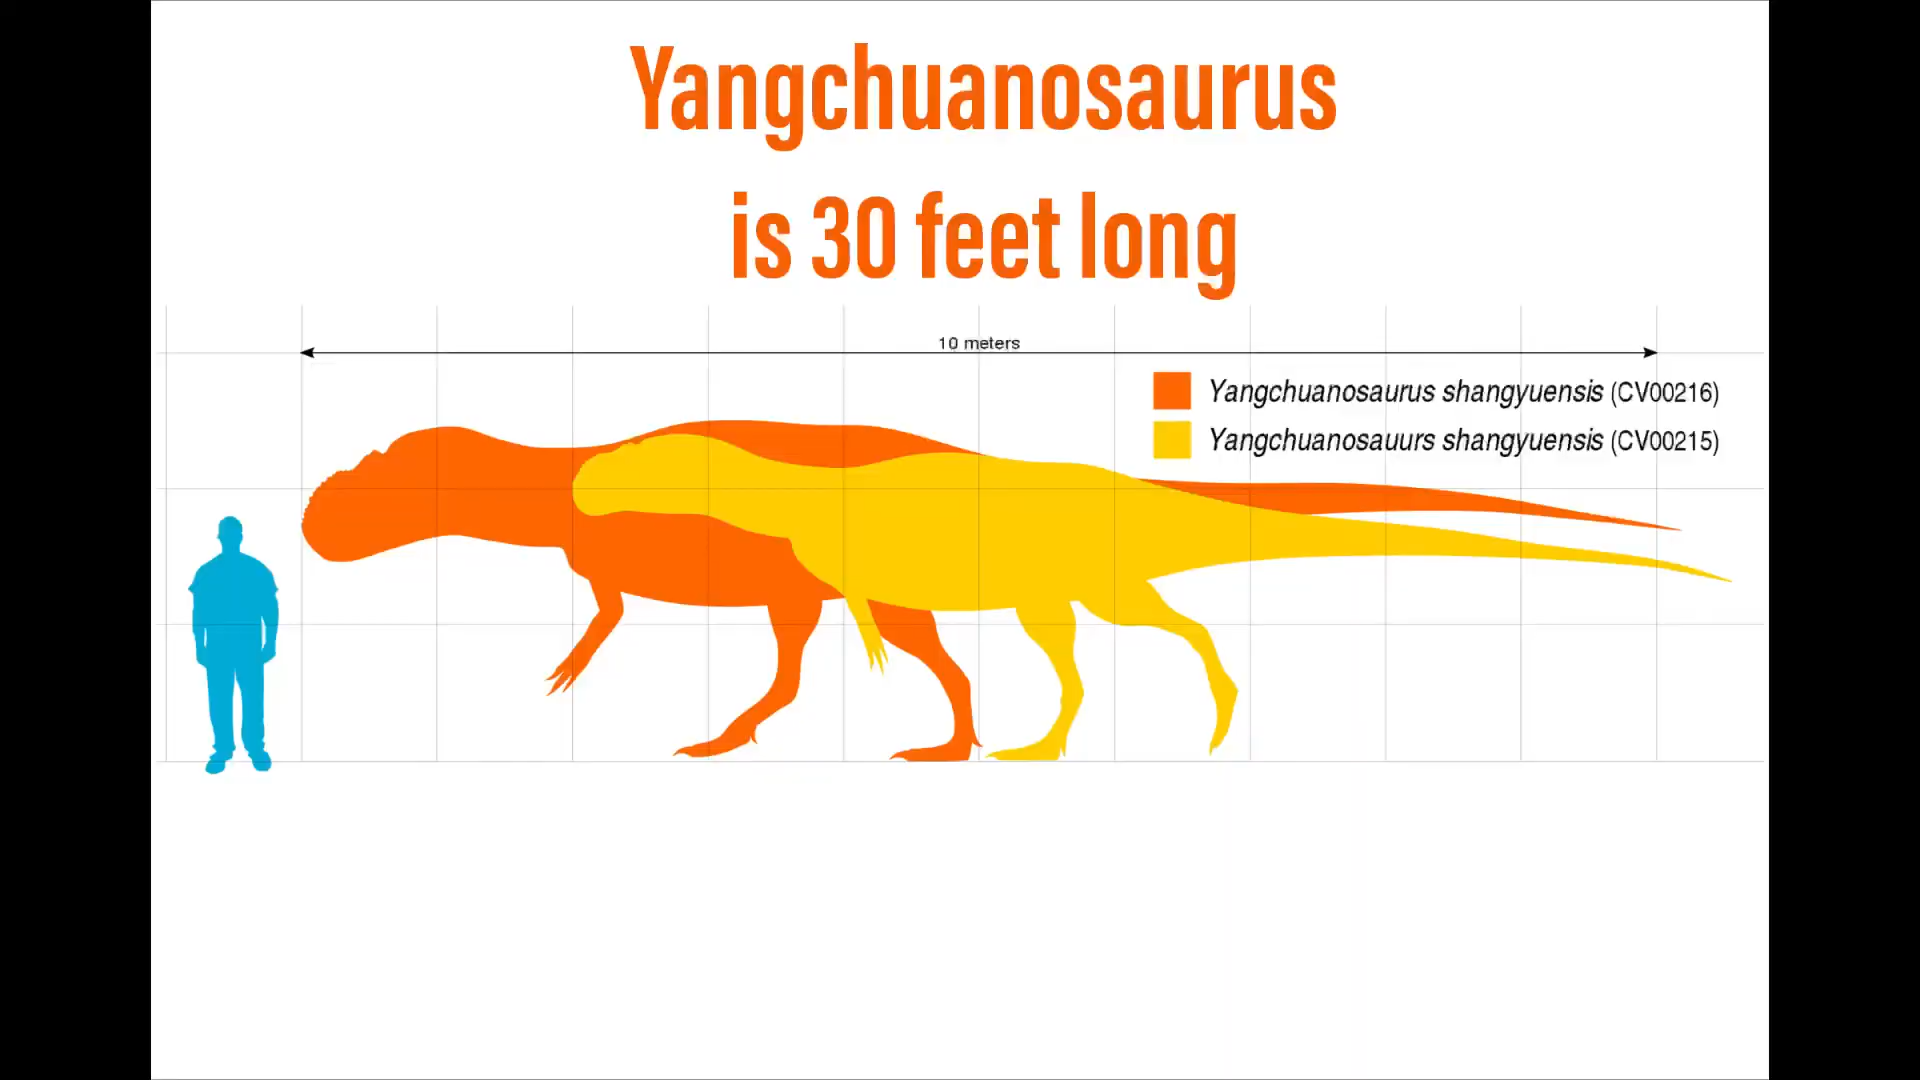 Yangchuanosaurus
is 30 feet long
10 meters
Yangchuanosaurus shangyuensis (CV00216)
Yangchuanosauurs shangyuensis (CV00215)